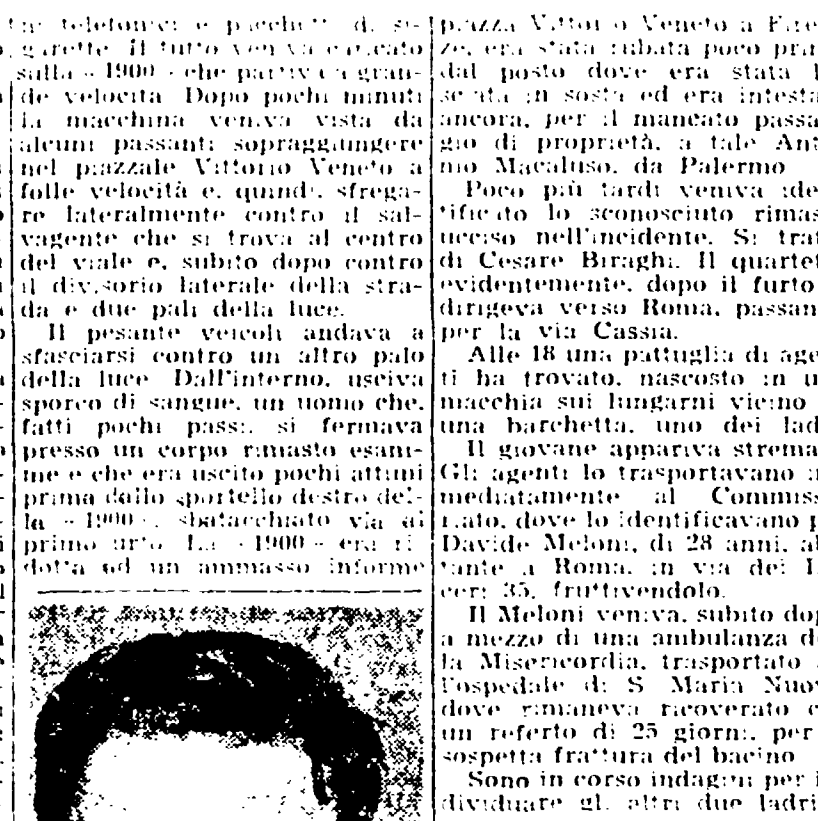 telefonici e pacchetti di si-
garette. Il tutto veniva caricato
sulla « 1900 » che partiva a gran-
de velocità. Dopo pochi minuti
la macchina veniva vista da
alcuni passanti sopraggiungere
nel piazzale Vittorio Veneto a
folle velocità e, quindi, sfrega-
re lateralmente contro il sal-
vagente che si trova al centro
del viale e, subito dopo contro
il divisorio laterale della stra-
da e due pali della luce.
Il pesante veicolo andava a
sfasciarsi contro un altro palo
della luce. Dall'interno, usciva
sporco di sangue, un uomo che,
fatti pochi passi, si fermava
presso un corpo rimasto esani-
me e che era uscito pochi attimi
prima dallo sportello destro del-
la « 1900 », sbatacchiato via al
primo urto. La « 1900 » era ri-
dotta ad un ammasso informe
piazza Vittorio Veneto a Fire
ze, era stata rubata poco pri
dal posto dove era stata l
sciata in sosta ed era intesta
ancora, per il mancato passa
gio di proprietà, a tale Ant
nio Macaluso, da Palermo
Poco più tardi veniva ide
tificato lo sconosciuto rimas
ucciso nell'incidente. Si trat
di Cesare Biraghi. Il quartet
evidentemente, dopo il furto
dirigeva verso Roma, passan
per la via Cassia.
Alle 18 una pattuglia di age
ti ha trovato, nascosto in u
macchia sui lungarni vicino
una barchetta, uno dei lad
Il giovane appariva strema
Gli agenti lo trasportavano i
mediatamente al Commiss
riato, dove lo identificavano p
Davide Meloni, di 28 anni, a
tante a Roma, in via dei L
ceri 35, fruttivendolo.
Il Meloni veniva, subito dop
a mezzo di una ambulanza d
la Misericordia, trasportato
l'ospedale di S. Maria Nuov
dove rimaneva ricoverato c
un referto di 25 giorni, per
sospetta frattura del bacino
Sono in corso indagini per i
dividuare gli altri due ladri